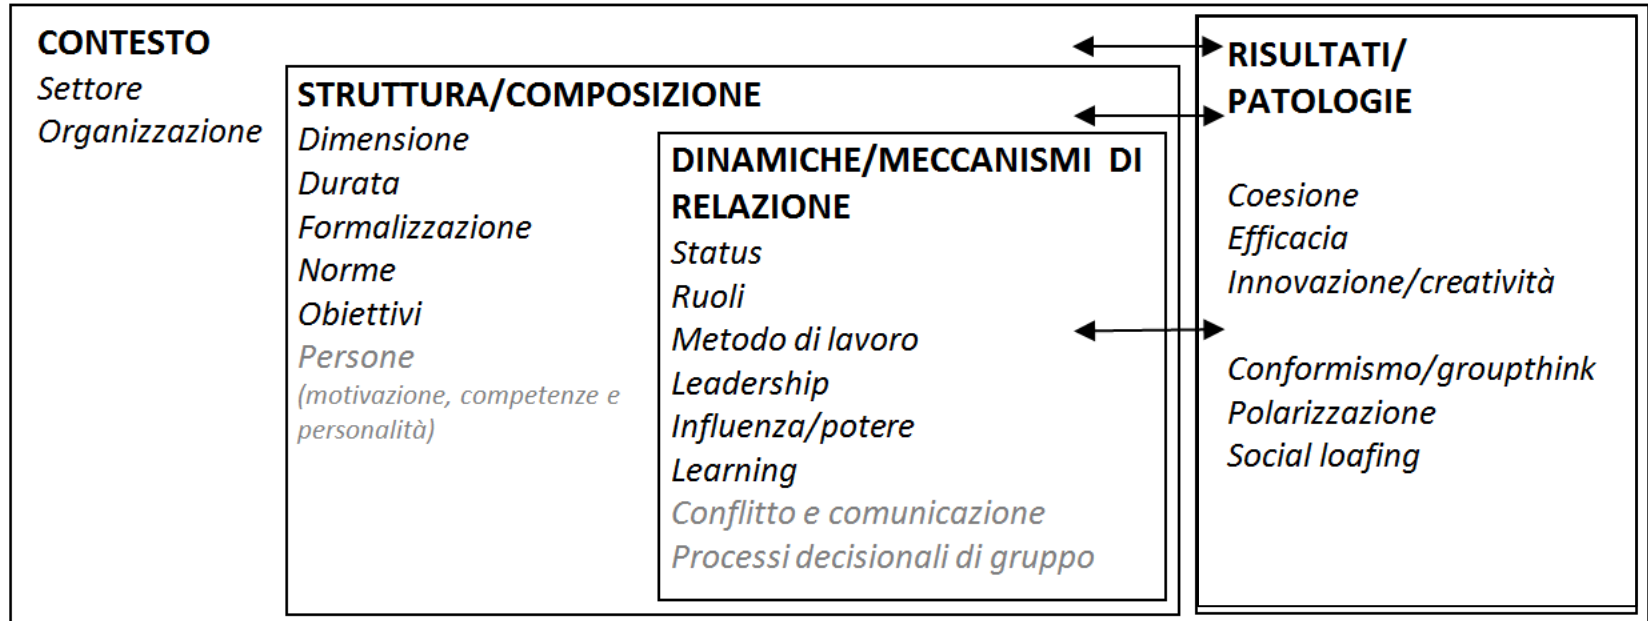 CONTESTO
Settore
Organizzazione
STRUTTURA/COMPOSIZIONE
Dimensione
Durata
Formalizzazione
Norme
Obiettivi
Persone
(motivazione, competenze e
personalità)
DINAMICHE/MECCANISMI DI
RELAZIONE
Status
Ruoli
Metodo di lavoro
Leadership
Influenza/potere
Learning
Conflitto e comunicazione
Processi decisionali di gruppo
RISULTATI/
PATOLOGIE
Coesione
Efficacia
Innovazione/creatività
Conformismo/groupthink
Polarizzazione
Social loafing